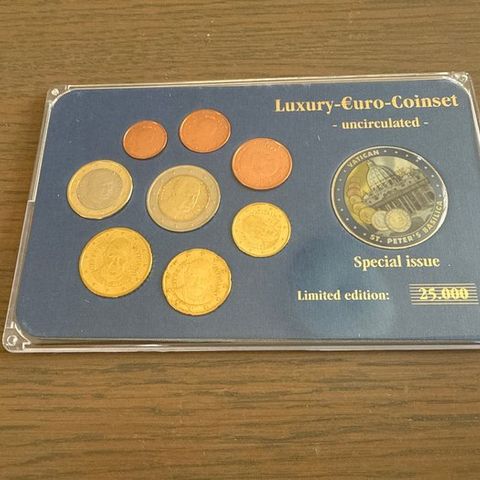 Luxury-€uro-Coinset
- uncirculated -
VATICAN
ST. PETER'S BASILICA
Special issue
Limited edition: 25.000